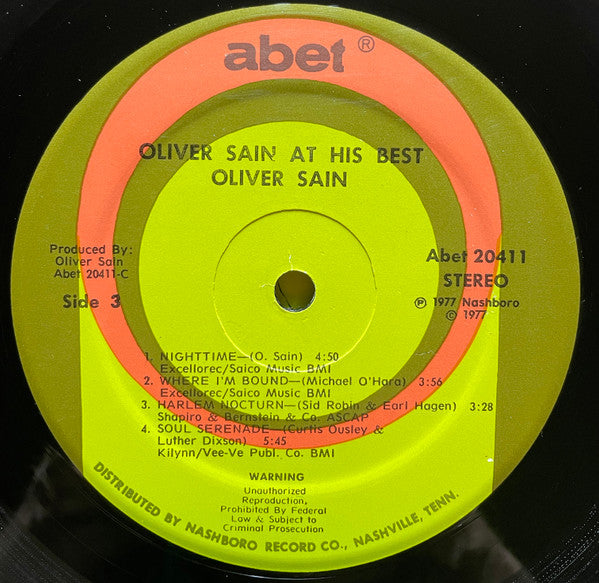 abet ®
OLIVER SAIN AT HIS BEST
OLIVER SAIN
Produced By:
Oliver Sain
Abet 20411-C
Side 3
Abet 20411
STEREO
℗ 1977 Nashboro
© 1977
1. NIGHTTIME—(O. Sain) 4:50
Excellorec/Saico Music BMI
2. WHERE I'M BOUND—(Michael O'Hara) 3:56
Excellorec/Saico Music BMI
3. HARLEM NOCTURN—(Sid Robin & Earl Hagen) 3:28
Shapiro & Bernstein & Co. ASCAP
4. SOUL SERENADE—(Curtis Ousley &
Luther Dixson) 5:45
Kilynn/Vee-Ve Publ. Co. BMI
WARNING
Unauthorized
Reproduction,
Prohibited By Federal
Law & Subject to
Criminal Prosecution
DISTRIBUTED BY NASHBORO RECORD CO., NASHVILLE, TENN.